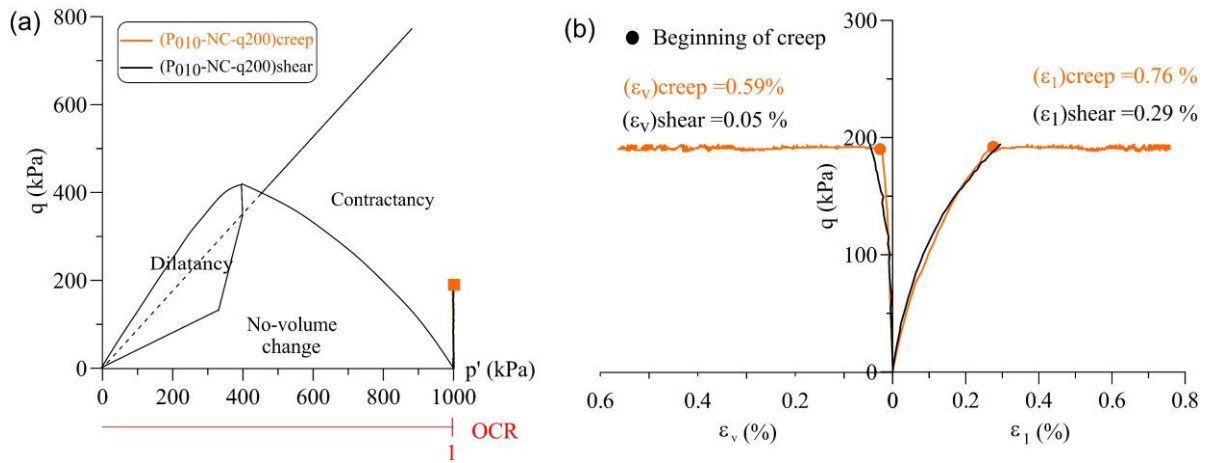 (a)
800
(P010-NC-q200)creep
(P010-NC-q200)shear
600
q (kPa)
400
Contractancy
Dilatancy
200
No-volume
change
0
p' (kPa)
0
200
400
600
800
1000
OCR
1
(b)
300
Beginning of creep
(εv)creep =0.59%
(εv)shear =0.05 %
(ε1)creep=0.76 %
(ε1)shear=0.29 %
200
q (kPa)
100
0
0.6
0.2
0
0.2
0.4
0.6
0.8
εv (%)
ε1 (%)